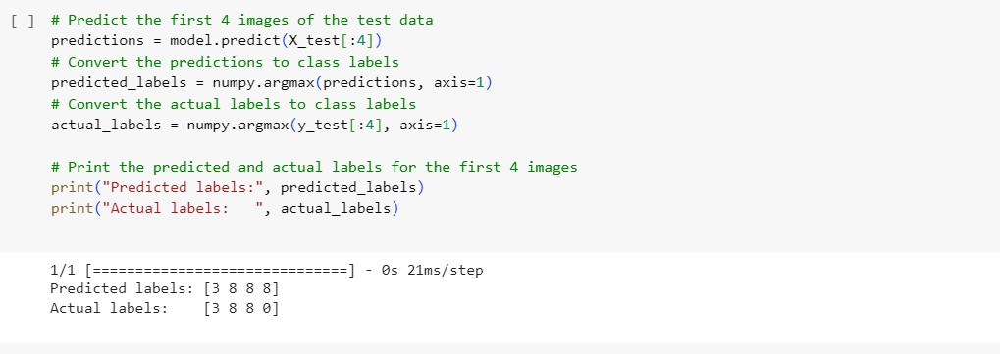 [ ] # Predict the first 4 images of the test data
predictions = model.predict(X_test[:4])
# Convert the predictions to class labels
predicted_labels = numpy.argmax(predictions, axis=1)
# Convert the actual labels to class labels
actual_labels = numpy.argmax(y_test[:4], axis=1)

# Print the predicted and actual labels for the first 4 images
print("Predicted labels:", predicted_labels)
print("Actual labels:   ", actual_labels)

1/1 [==============================] - 0s 21ms/step
Predicted labels: [3 8 8 8]
Actual labels:    [3 8 8 0]